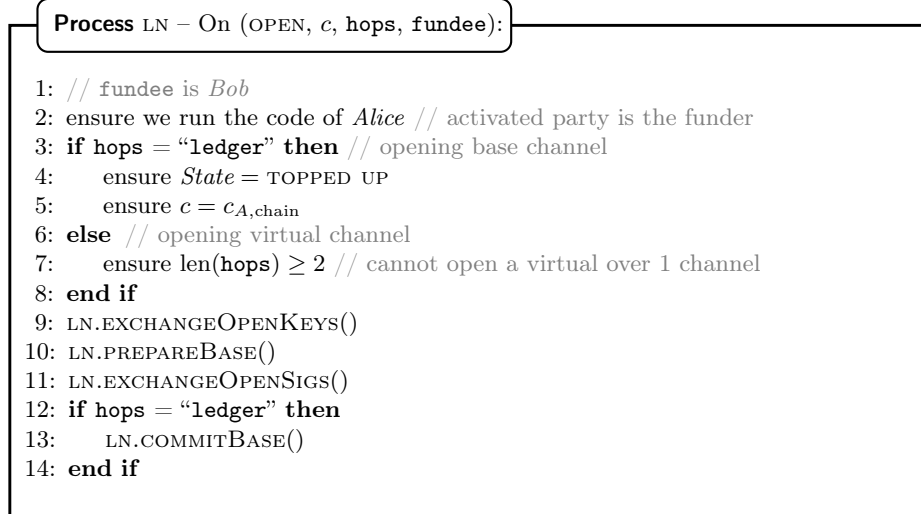 Process LN – On (OPEN, c, hops, fundee):
1: // fundee is Bob
2: ensure we run the code of Alice // activated party is the funder
3: if hops = “ledger” then // opening base channel
4: ensure State = TOPPED UP
5: ensure c = c_{A,chain}
6: else // opening virtual channel
7: ensure len(hops) ≥ 2 // cannot open a virtual over 1 channel
8: end if
9: LN.EXCHANGEOPENKEYS()
10: LN.PREPAREBASE()
11: LN.EXCHANGEOPENSIGS()
12: if hops = “ledger” then
13: LN.COMMITBASE()
14: end if